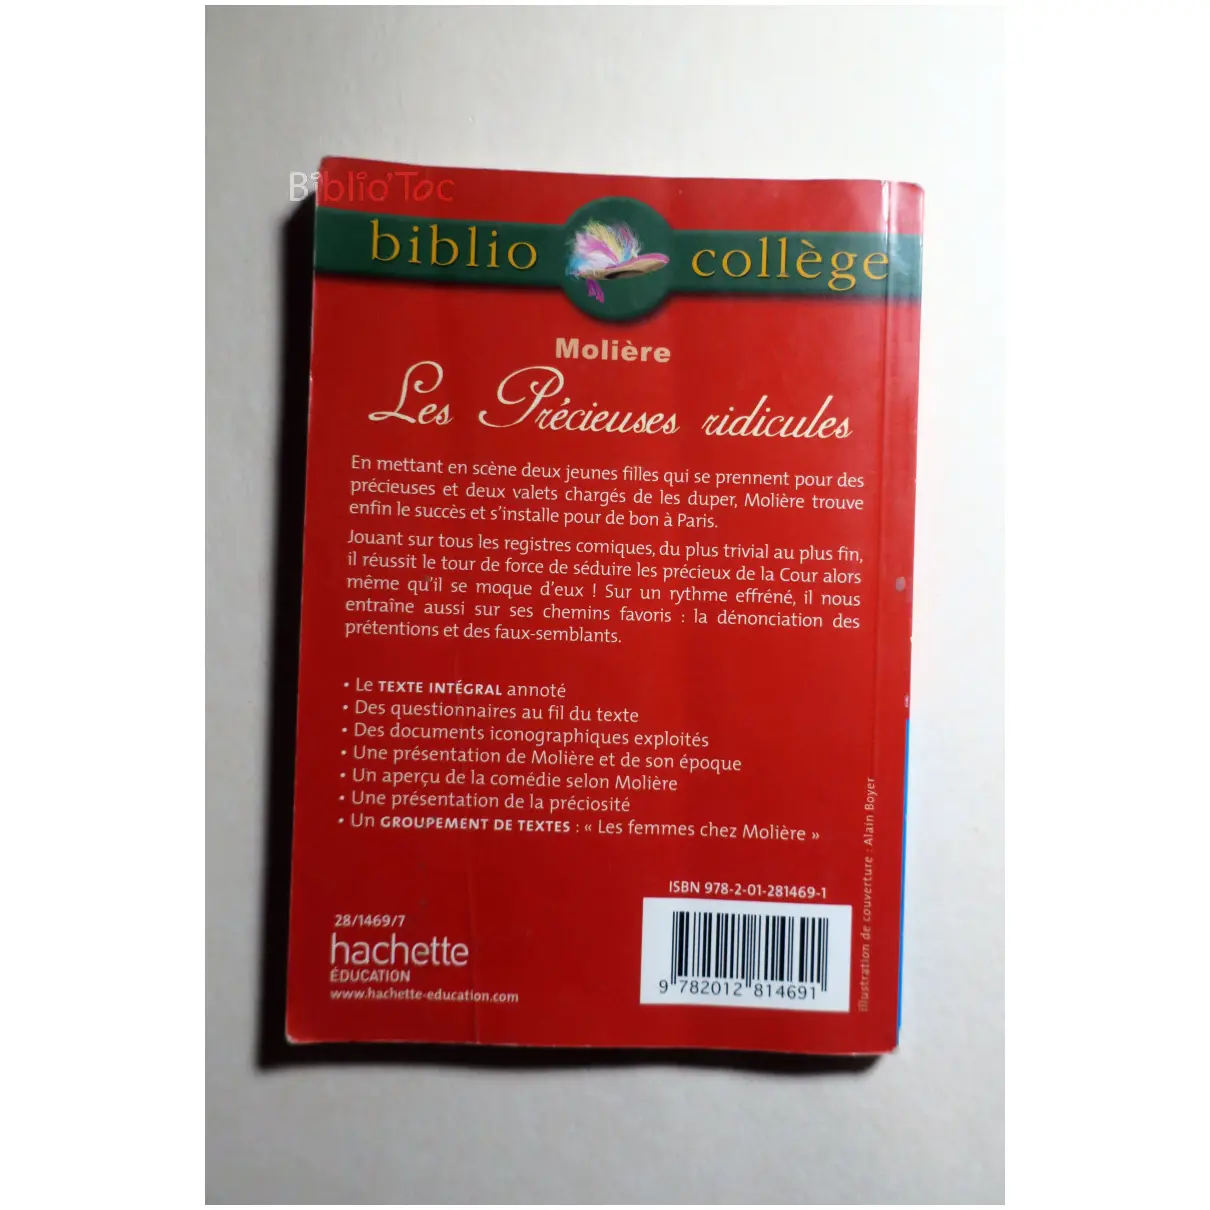 Biblio'Toc
biblio collège
Molière
Les Précieuses ridicules
En mettant en scène deux jeunes filles qui se prennent pour des
précieuses et deux valets chargés de les duper, Molière trouve
enfin le succès et s'installe pour de bon à Paris.
Jouant sur tous les registres comiques, du plus trivial au plus fin,
il réussit le tour de force de séduire les précieux de la Cour alors
même qu'il se moque d'eux ! Sur un rythme effréné, il nous
entraîne aussi sur ses chemins favoris : la dénonciation des
prétentions et des faux-semblants.
• Le TEXTE INTÉGRAL annoté
• Des questionnaires au fil du texte
• Des documents iconographiques exploités
• Une présentation de Molière et de son époque
• Un aperçu de la comédie selon Molière
• Une présentation de la préciosité
• Un GROUPEMENT DE TEXTES : « Les femmes chez Molière »
illustration de couverture : Alain Boyer
ISBN 978-2-01-281469-1
9 782012 814691
28/1469/7
hachette
ÉDUCATION
www.hachette-education.com